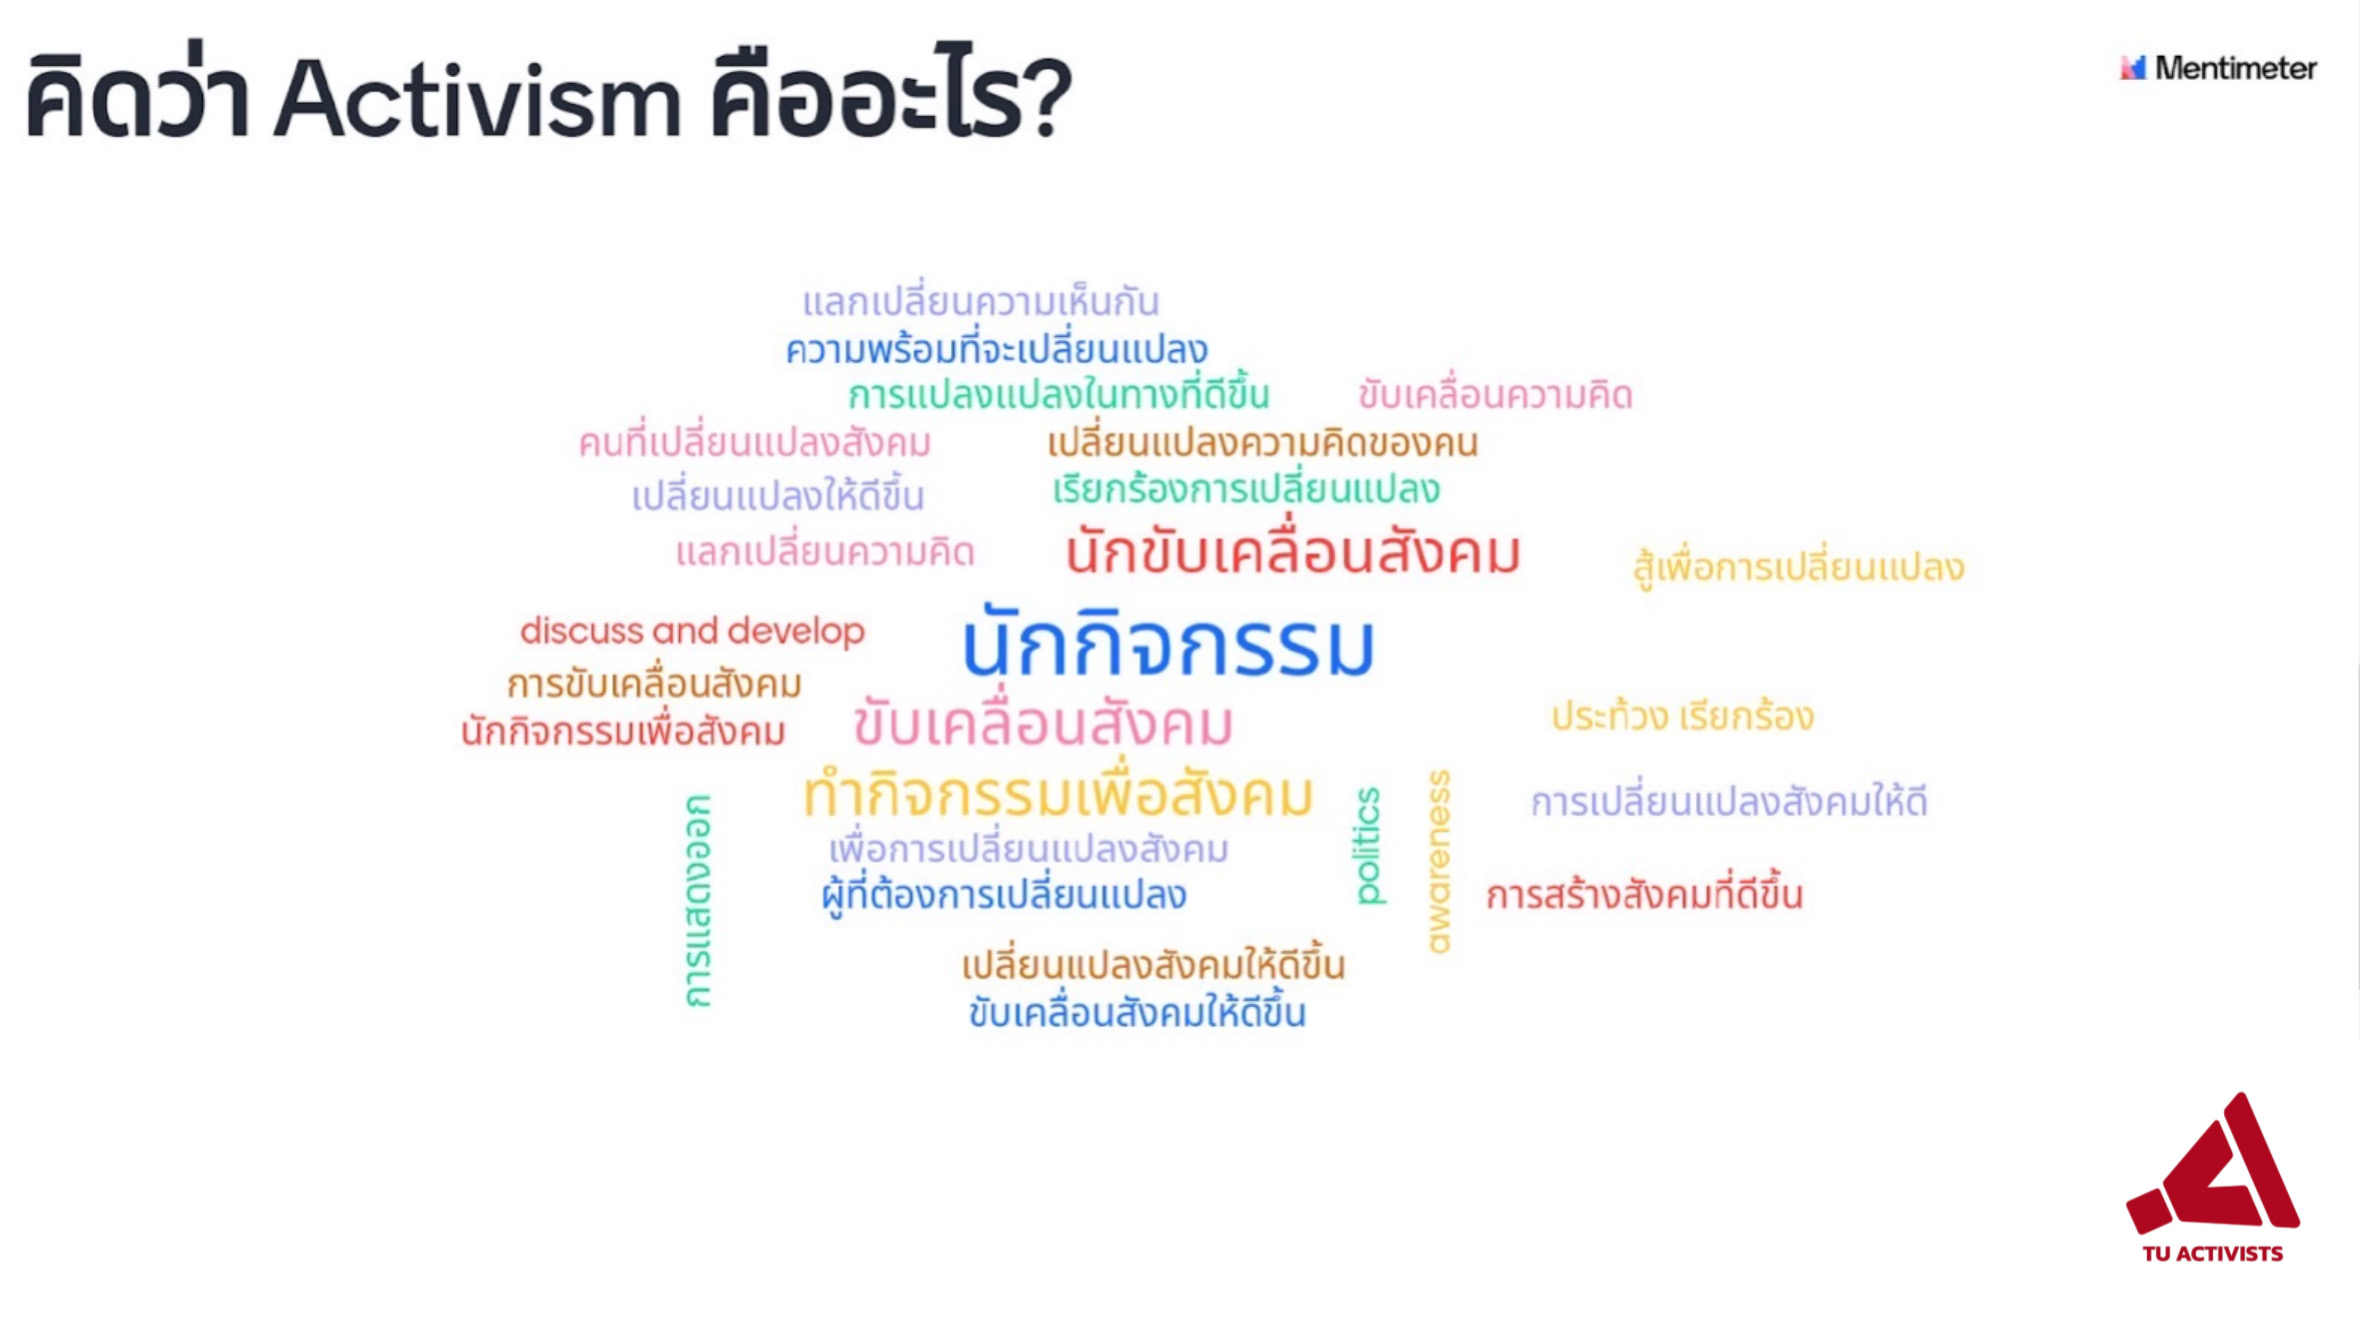 คิดว่า Activism คืออะไร?
Mentimeter
แลกเปลี่ยนความเห็นกัน
ความพร้อมที่จะเปลี่ยนแปลง
การแปลงแปลงในทางที่ดีขึ้น
ขับเคลื่อนความคิด
คนที่เปลี่ยนแปลงสังคม
เปลี่ยนแปลงความคิดของคน
เปลี่ยนแปลงให้ดีขึ้น
เรียกร้องการเปลี่ยนแปลง
แลกเปลี่ยนความคิด
นักขับเคลื่อนสังคม
สู้เพื่อการเปลี่ยนแปลง
discuss and develop
นักกิจกรรม
การขับเคลื่อนสังคม
ขับเคลื่อนสังคม
ประท้วง เรียกร้อง
นักกิจกรรมเพื่อสังคม
ทำกิจกรรมเพื่อสังคม
politics
awareness
การเปลี่ยนแปลงสังคมให้ดี
การแสดงออก
เพื่อการเปลี่ยนแปลงสังคม
ผู้ที่ต้องการเปลี่ยนแปลง
การสร้างสังคมที่ดีขึ้น
เปลี่ยนแปลงสังคมให้ดีขึ้น
ขับเคลื่อนสังคมให้ดีขึ้น
TU ACTIVISTS